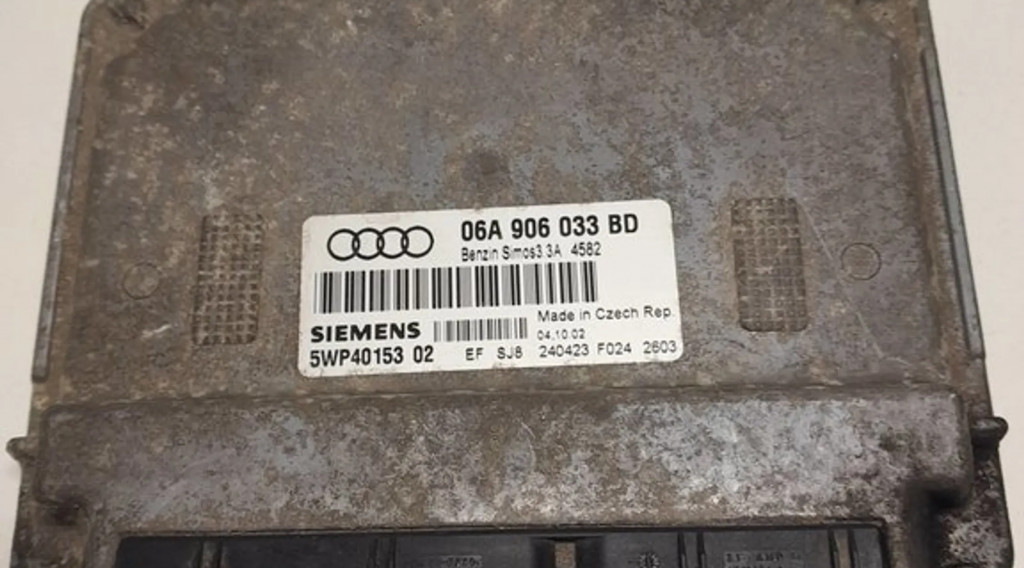 06A 906 033 BD
Benzin Simos3.3A 4582
SIEMENS
Made in Czech Rep.
04.10.02
5WP40153 02 EF SJ8 240423 F024 2603